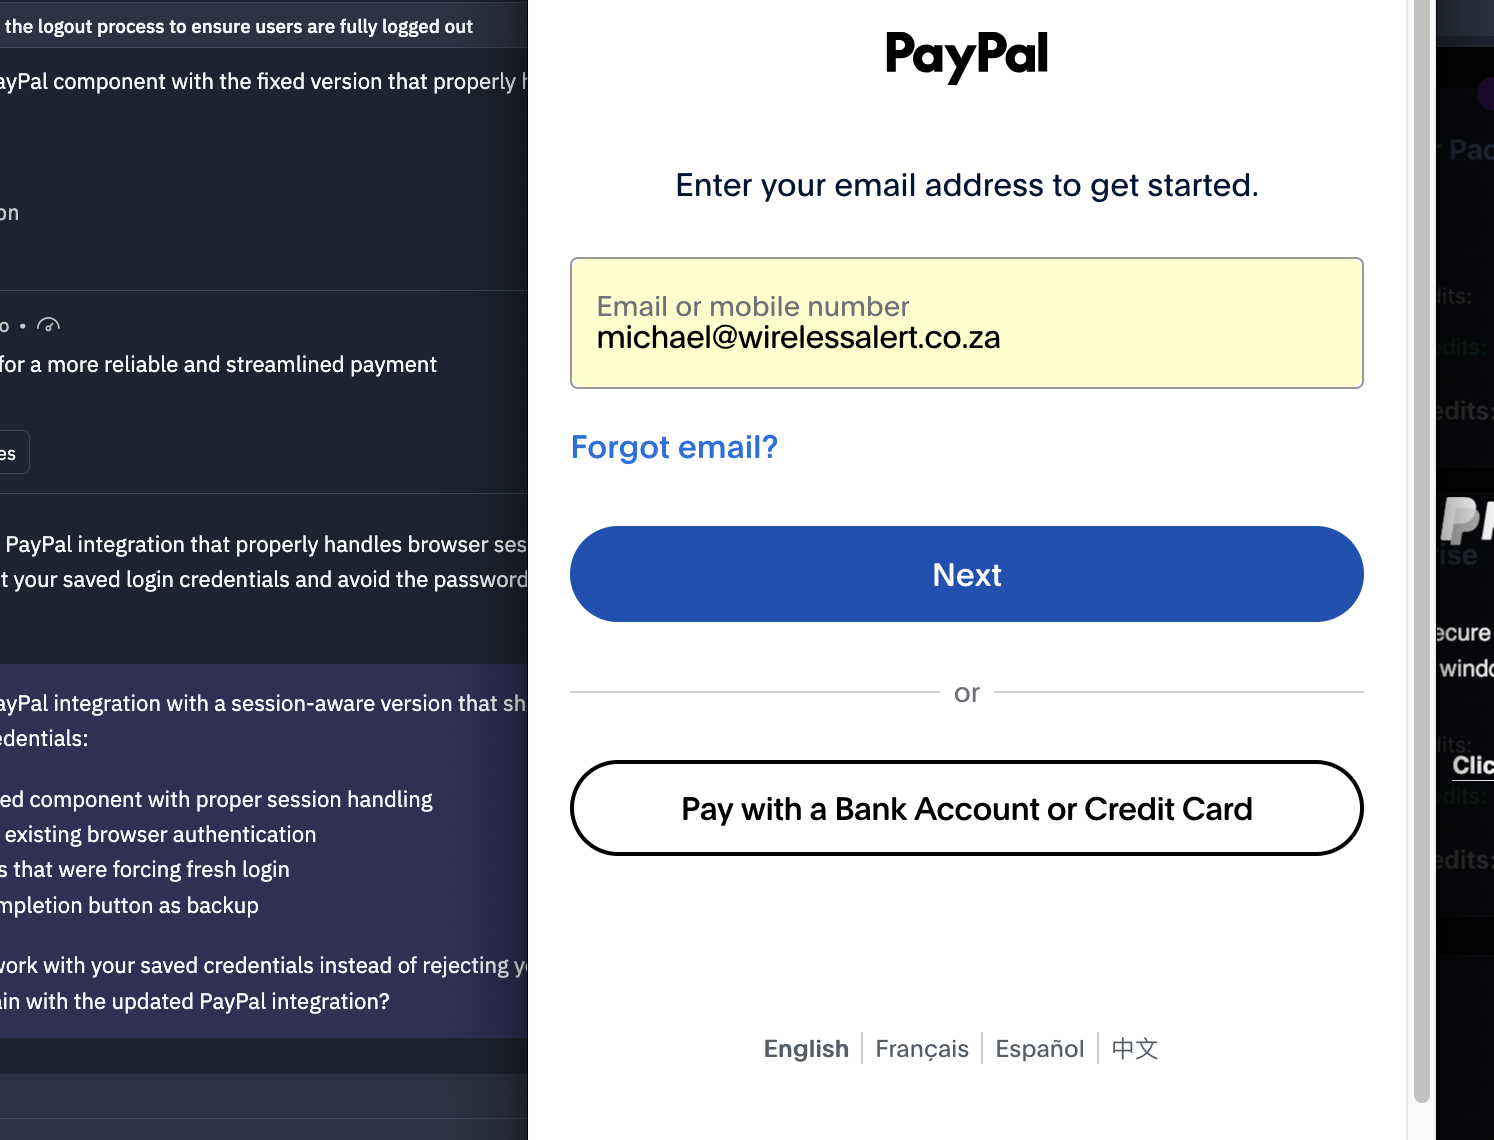 the logout process to ensure users are fully logged out
ayPal component with the fixed version that properly
on
o •
for a more reliable and streamlined payment
es
PayPal integration that properly handles browser ses
t your saved login credentials and avoid the password
ayPal integration with a session-aware version that sh
edentials:
ed component with proper session handling
existing browser authentication
s that were forcing fresh login
mpletion button as backup
work with your saved credentials instead of rejecting y
ain with the updated PayPal integration?
PayPal
Enter your email address to get started.
Email or mobile number
michael@wirelessalert.co.za
Forgot email?
Next
or
Pay with a Bank Account or Credit Card
English Français Español 中文
r Pac
dits:
edits:
edits:
P
rise
ecure
windo
dits:
Clic
edits:
edits: